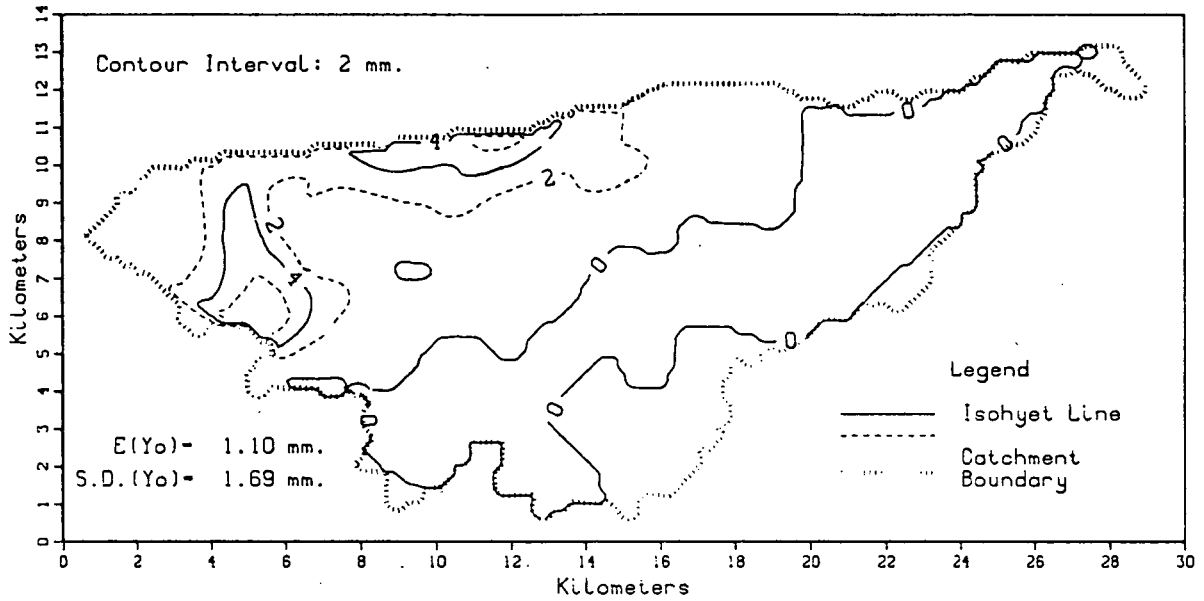 14
13
12
11
10
9
8
7
6
5
4
3
2
1
0
Kilometers
Contour Interval: 2 mm.
4
2
2
4
0
0
0
0
0
0
0
E(Yo)= 1.10 mm.
S.D.(Yo)= 1.69 mm.
Legend
Isohyet Line
Catchment
Boundary
0 2 4 6 8 10 12 14 16 18 20 22 24 26 28 30
Kilometers